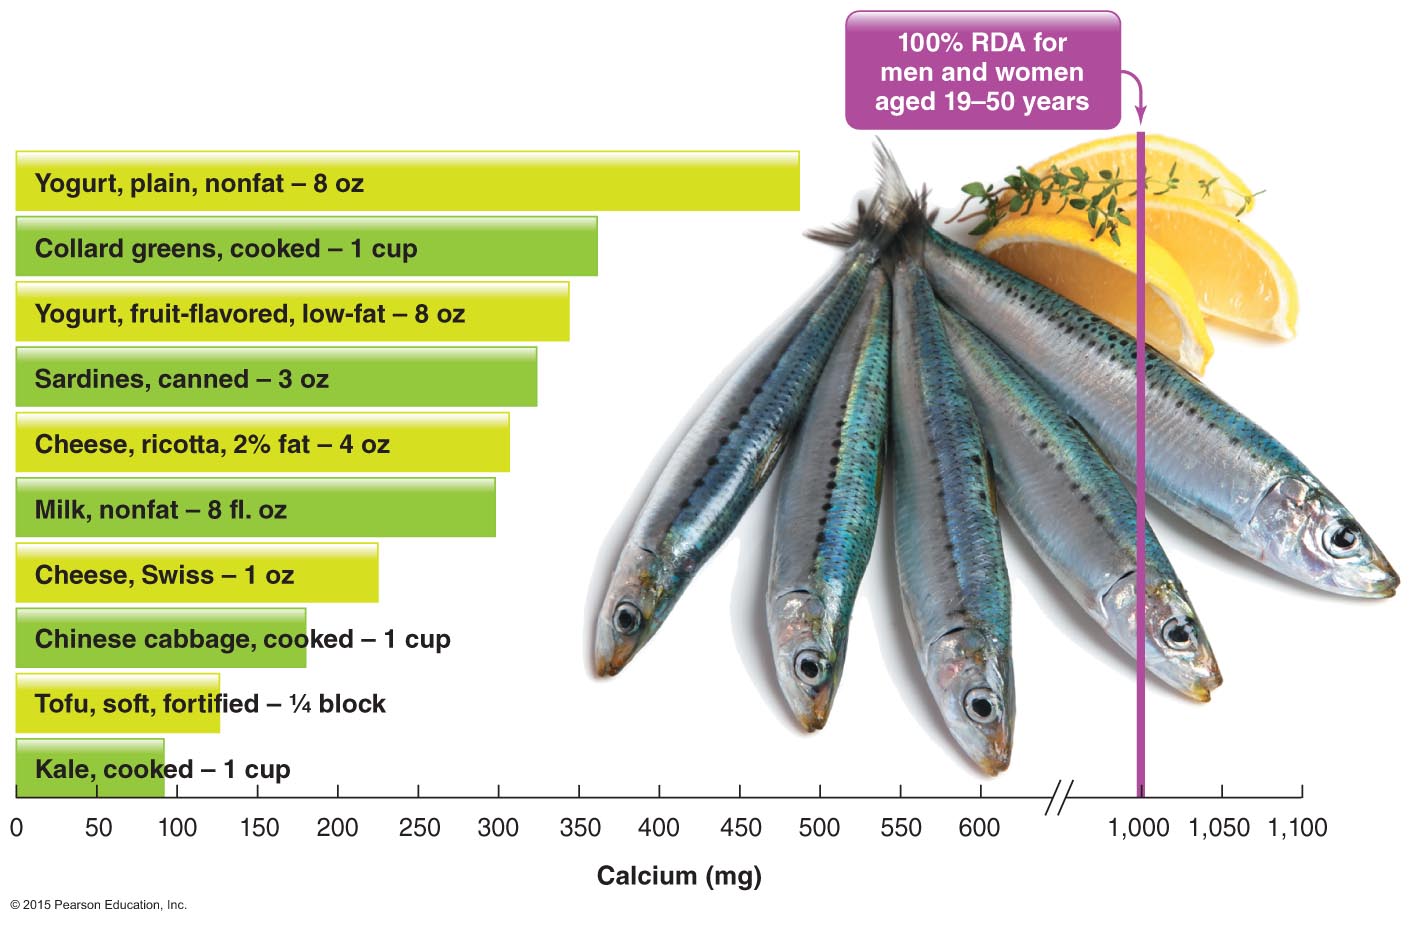 100% RDA for
men and women
aged 19–50 years
Yogurt, plain, nonfat – 8 oz
Collard greens, cooked – 1 cup
Yogurt, fruit-flavored, low-fat – 8 oz
Sardines, canned – 3 oz
Cheese, ricotta, 2% fat – 4 oz
Milk, nonfat – 8 fl. oz
Cheese, Swiss – 1 oz
Chinese cabbage, cooked – 1 cup
Tofu, soft, fortified – ¼ block
Kale, cooked – 1 cup
0 50 100 150 200 250 300 350 400 450 500 550 600 1,000 1,050 1,100
Calcium (mg)
© 2015 Pearson Education, Inc.